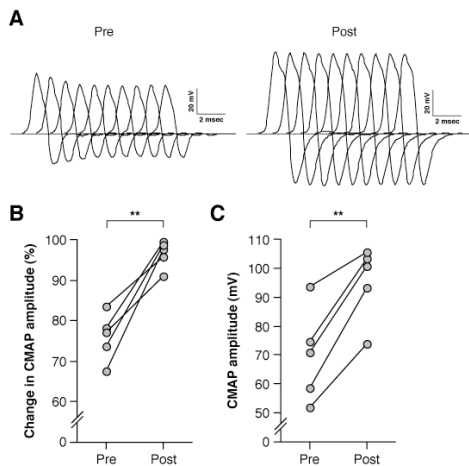 A
Pre
Post
20 mV
2 msec
20 mV
2 msec
B
**
Change in CMAP amplitude (%)
100
90
80
70
60
0
Pre
Post
C
**
CMAP amplitude (mV)
110
100
90
80
70
60
50
0
Pre
Post